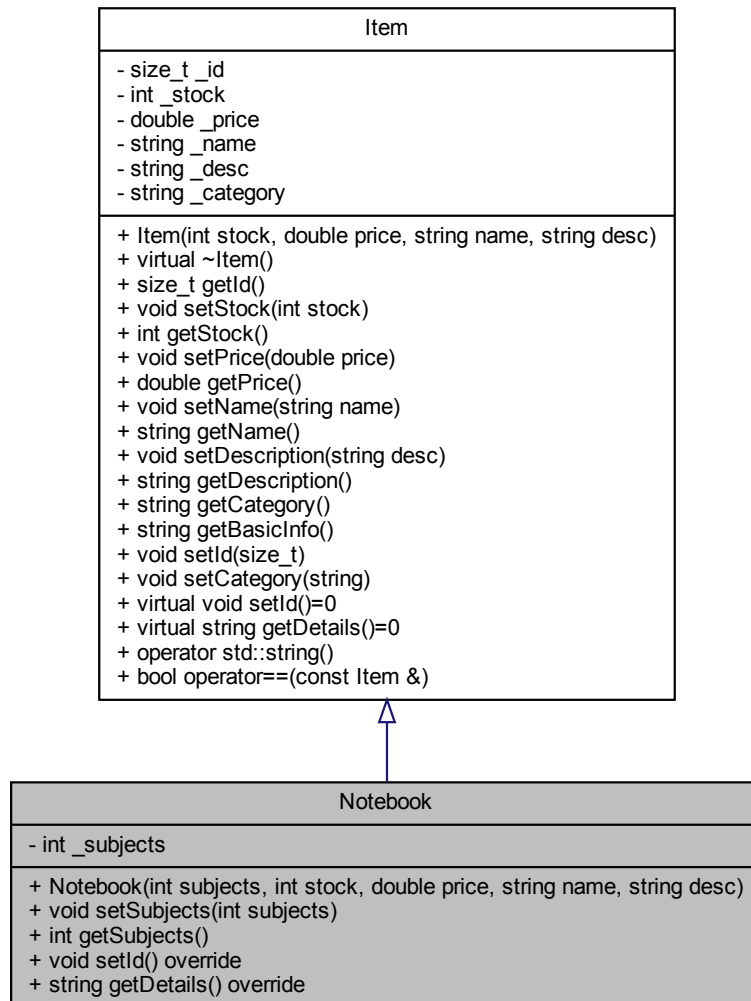 Item
- size_t _id
- int _stock
- double _price
- string _name
- string _desc
- string _category
+ Item(int stock, double price, string name, string desc)
+ virtual ~Item()
+ size_t getId()
+ void setStock(int stock)
+ int getStock()
+ void setPrice(double price)
+ double getPrice()
+ void setName(string name)
+ string getName()
+ void setDescription(string desc)
+ string getDescription()
+ string getCategory()
+ string getBasicInfo()
+ void setId(size_t)
+ void setCategory(string)
+ virtual void setId()=0
+ virtual string getDetails()=0
+ operator std::string()
+ bool operator==(const Item &)
Notebook
- int _subjects
+ Notebook(int subjects, int stock, double price, string name, string desc)
+ void setSubjects(int subjects)
+ int getSubjects()
+ void setId() override
+ string getDetails() override